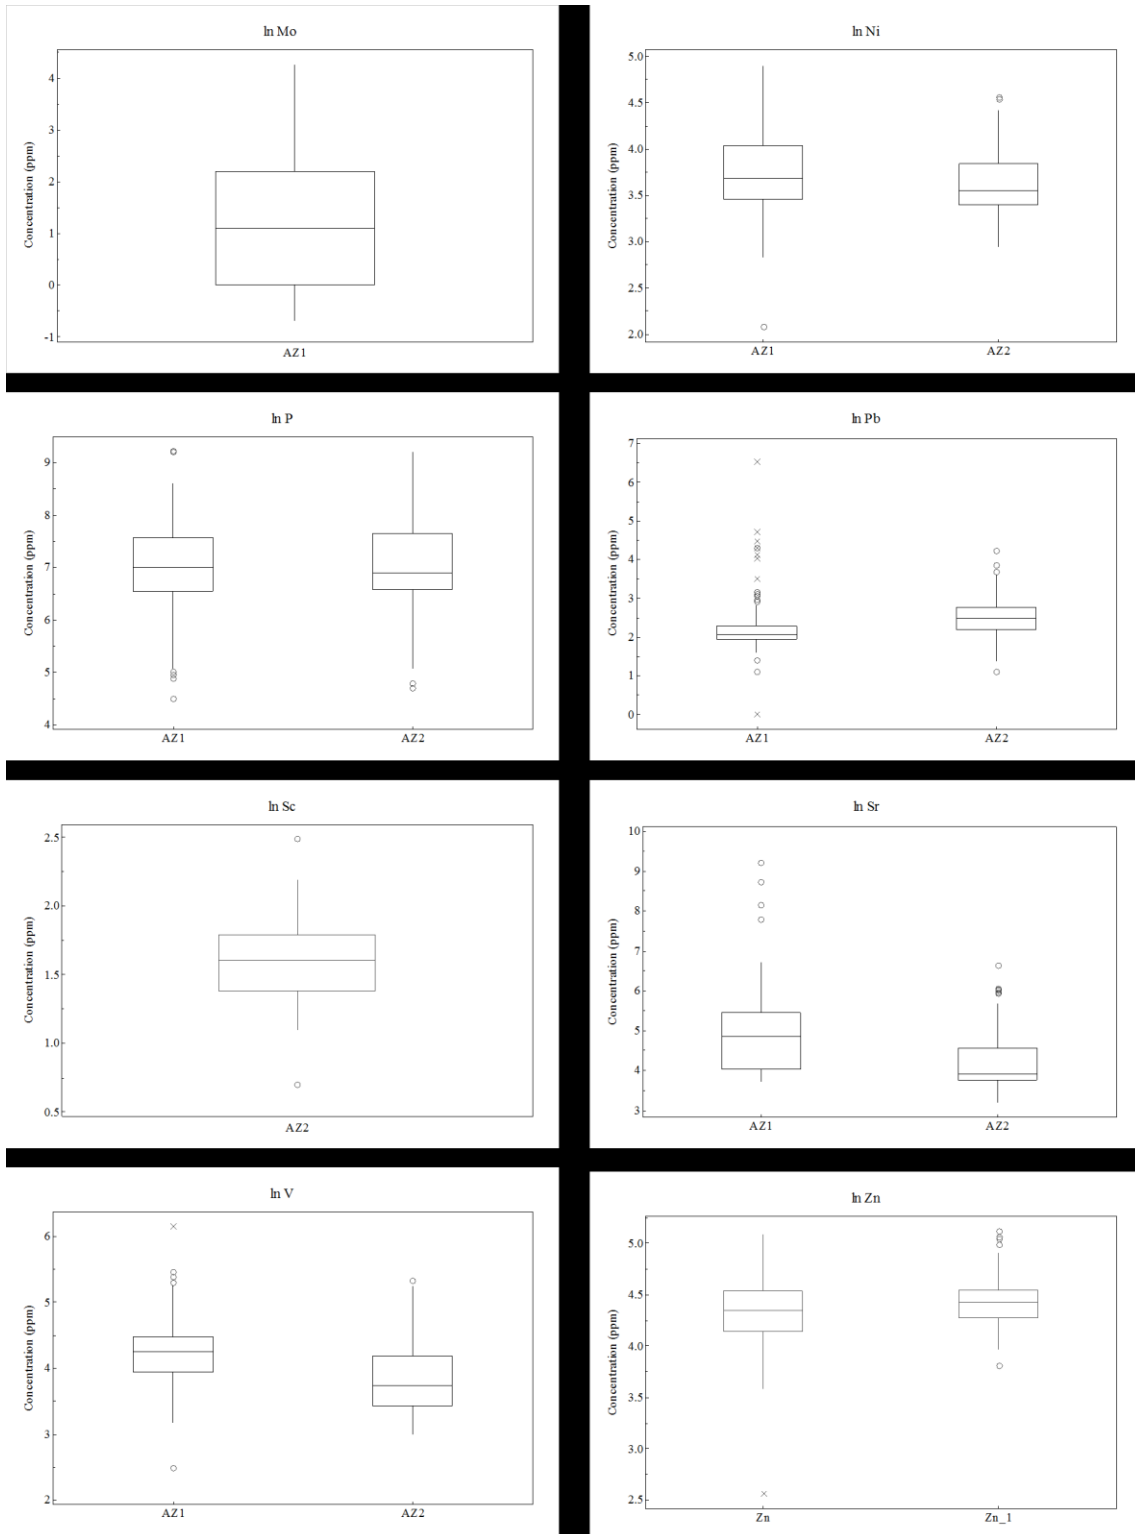 ln Mo
Concentration (ppm)
4
3
2
1
0
-1
AZ1
ln Ni
Concentration (ppm)
5.0
4.5
4.0
3.5
3.0
2.5
2.0
AZ1 AZ2
ln P
Concentration (ppm)
9
8
7
6
5
4
AZ1 AZ2
ln Pb
Concentration (ppm)
7
6
5
4
3
2
1
0
AZ1 AZ2
ln Sc
Concentration (ppm)
2.5
2.0
1.5
1.0
0.5
AZ2
ln Sr
Concentration (ppm)
10
9
8
7
6
5
4
3
AZ1 AZ2
ln V
Concentration (ppm)
6
5
4
3
2
AZ1 AZ2
ln Zn
Concentration (ppm)
5.0
4.5
4.0
3.5
3.0
2.5
Zn Zn_1